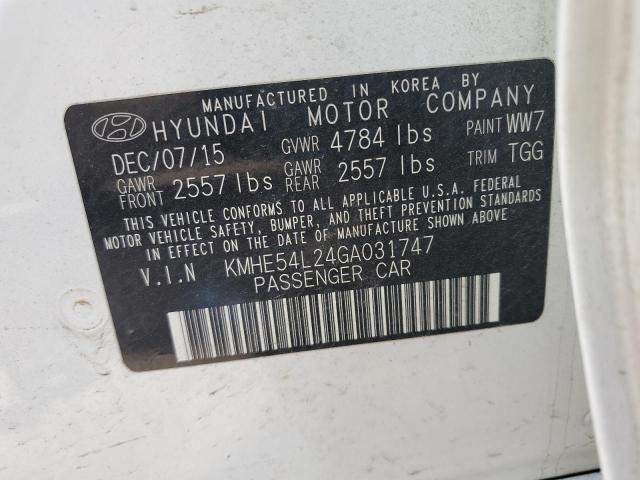 MANUFACTURED IN KOREA BY
HYUNDAI MOTOR COMPANY
DEC/07/15 GVWR 4784 lbs PAINT WW7
GAWR FRONT 2557 lbs GAWR REAR 2557 lbs TRIM TGG
THIS VEHICLE CONFORMS TO ALL APPLICABLE U.S.A. FEDERAL
MOTOR VEHICLE SAFETY, BUMPER, AND THEFT PREVENTION STANDARDS
IN EFFECT ON THE DATE OF MANUFACTURE SHOWN ABOVE
V.I.N KMHE54L24GA031747
PASSENGER CAR